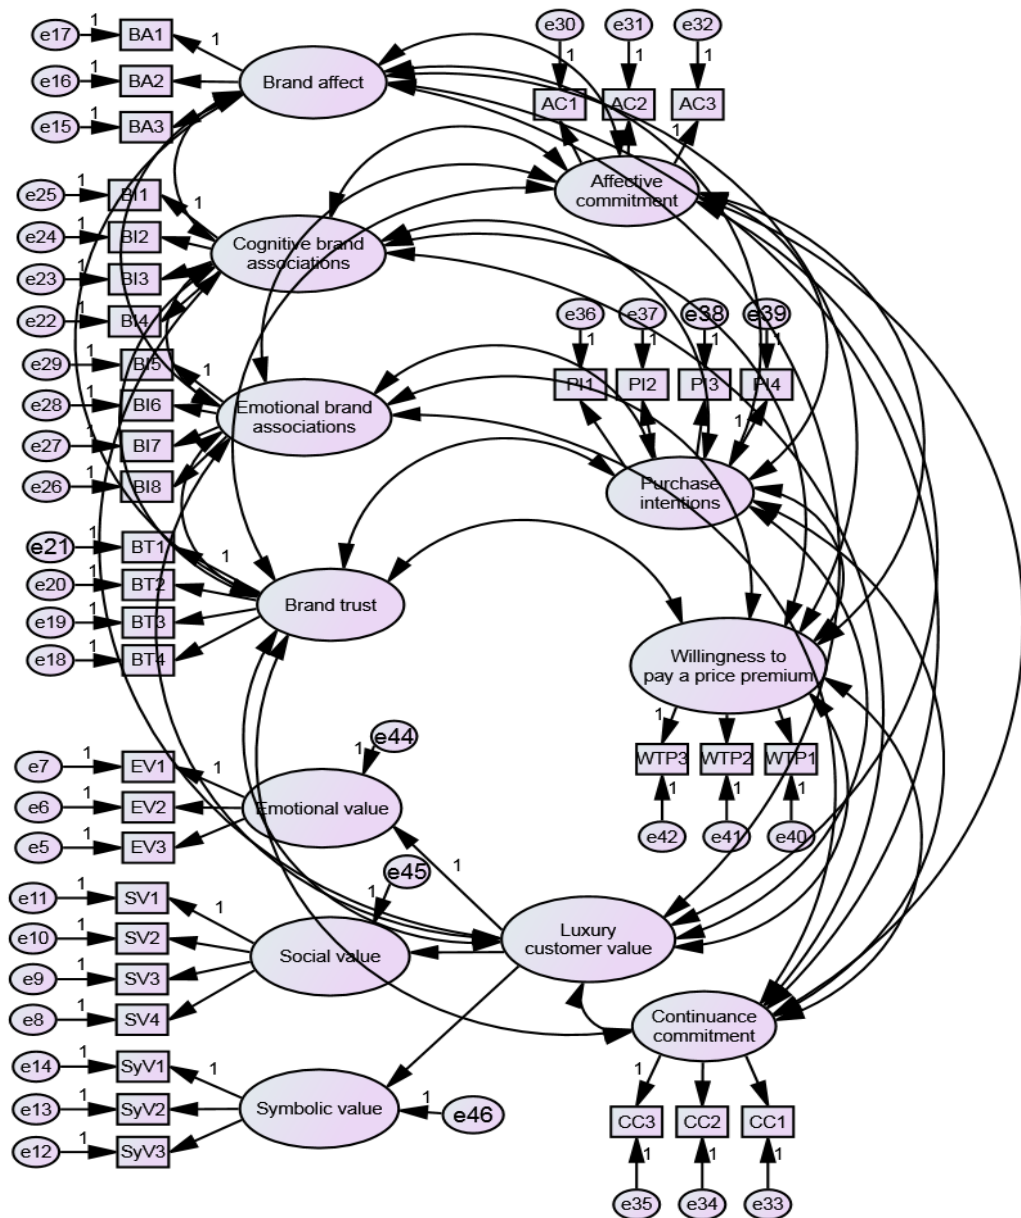 e17 1 BA1 1
e16 1 BA2
e15 1 BA3
Brand affect
e30 e31 e32
1 1 1
AC1 AC2 AC3
1
Affective
commitment
e25 1 BI1 1
e24 1 BI2
e23 1 BI3
e22 1 BI4
Cognitive brand
associations
e36 e37 e38 e39
1 1 1 1
PI1 PI2 PI3 PI4
1
Purchase
intentions
e29 1 BI5 1
e28 1 BI6
e27 1 BI7
e26 1 BI8
Emotional brand
associations
e21 1 BT1 1
e20 1 BT2
e19 1 BT3
e18 1 BT4
Brand trust
Willingness to
pay a price premium
1
WTP3 WTP2 WTP1
1 1 1
e42 e41 e40
e44
1
e7 1 EV1 1
e6 1 EV2
e5 1 EV3
Emotional value
1
e45
1
e11 1 SV1 1
e10 1 SV2
e9 1 SV3
e8 1 SV4
Social value
Luxury
customer value
Continuance
commitment
1
CC3 CC2 CC1
1 1 1
e35 e34 e33
e14 1 SyV1 1
e13 1 SyV2
e12 1 SyV3
Symbolic value
1 e46